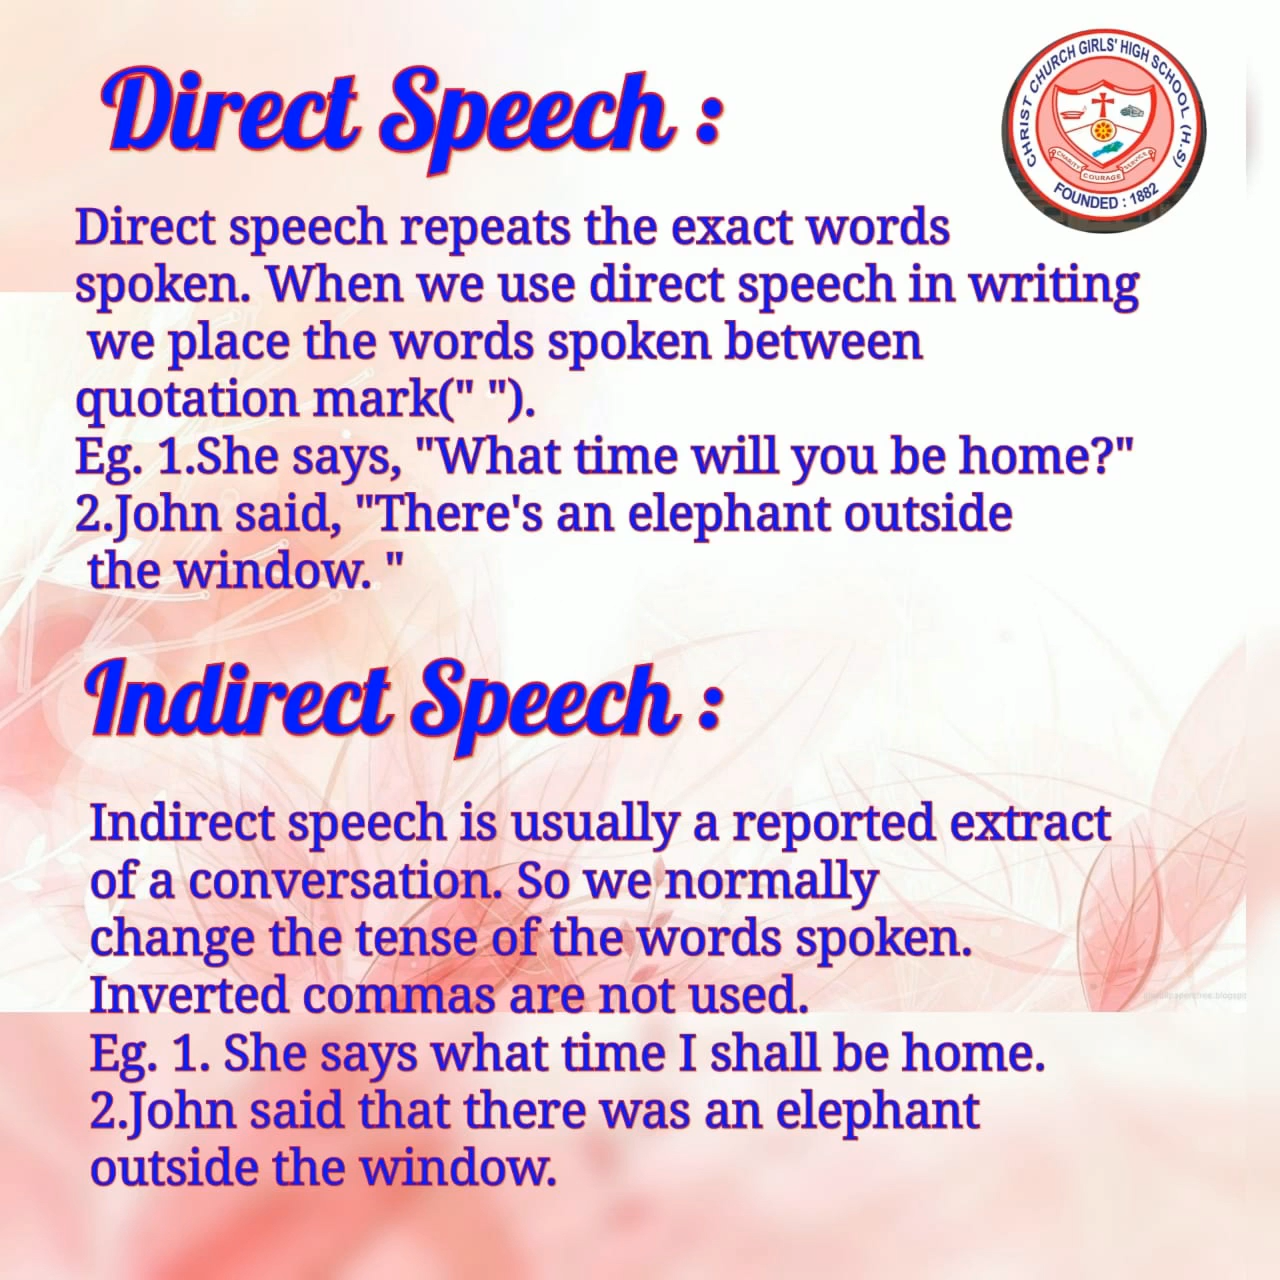 Direct Speech :
CHRIST CHURCH GIRLS' HIGH SCHOOL (H.S)
CHARITY COURAGE SERVICE
FOUNDED : 1882
Direct speech repeats the exact words
spoken. When we use direct speech in writing
we place the words spoken between
quotation mark(" ").
Eg. 1.She says, "What time will you be home?"
2.John said, "There's an elephant outside
the window. "
Indirect Speech :
Indirect speech is usually a reported extract
of a conversation. So we normally
change the tense of the words spoken.
Inverted commas are not used.
Eg. 1. She says what time I shall be home.
2.John said that there was an elephant
outside the window.